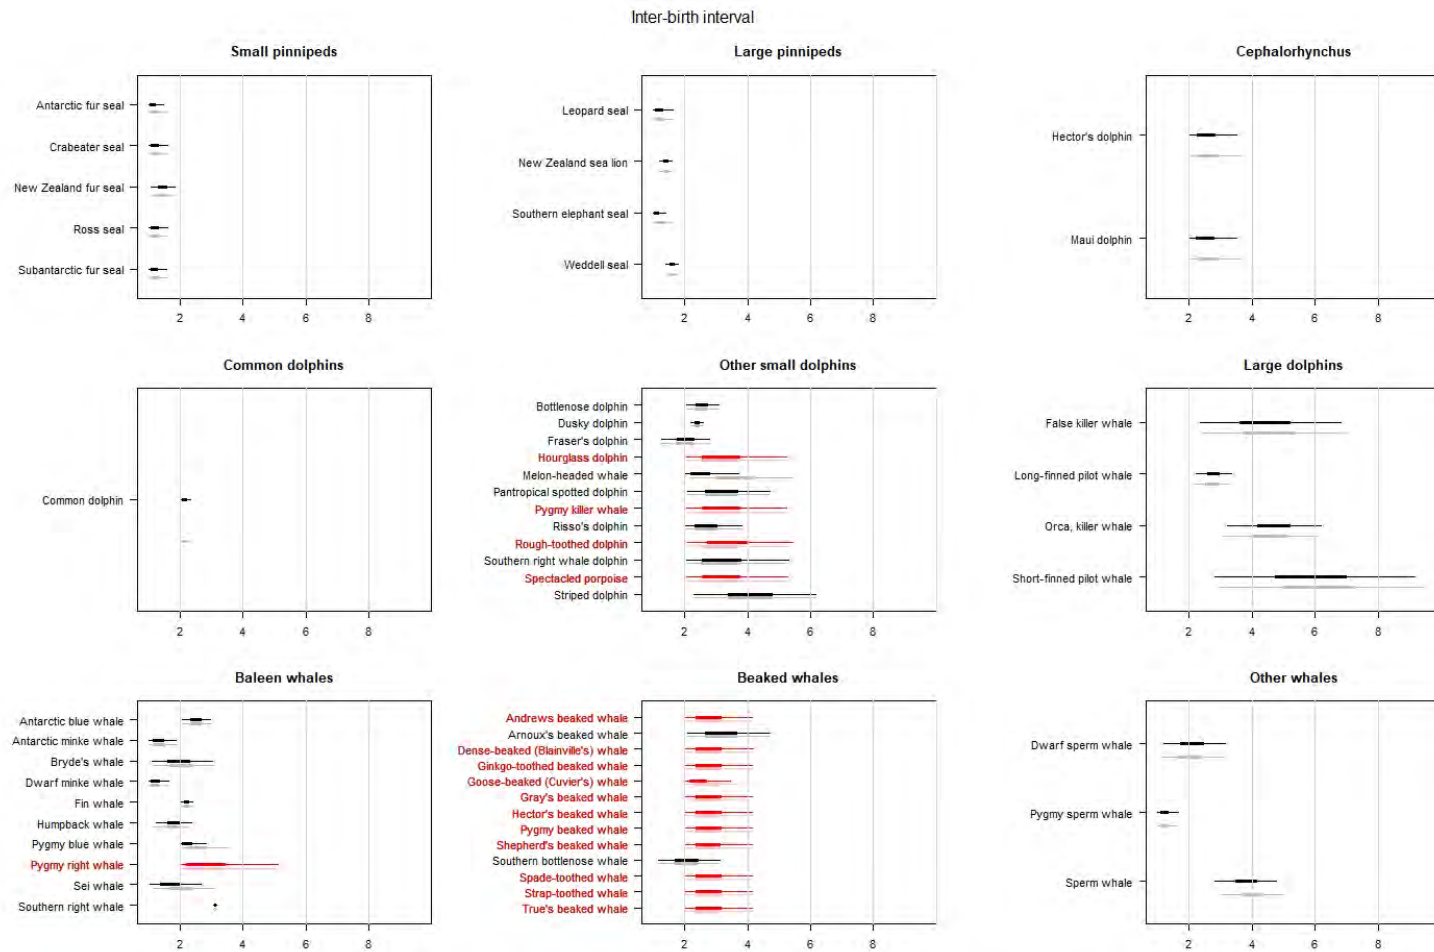 Inter-birth interval
Small pinnipeds
Antarctic fur seal
Crabeater seal
New Zealand fur seal
Ross seal
Subantarctic fur seal
2 4 6 8
Large pinnipeds
Leopard seal
New Zealand sea lion
Southern elephant seal
Weddell seal
2 4 6 8
Cephalorhynchus
Hector's dolphin
Maui dolphin
2 4 6 8
Common dolphins
Common dolphin
2 4 6 8
Other small dolphins
Bottlenose dolphin
Dusky dolphin
Fraser's dolphin
Hourglass dolphin
Melon-headed whale
Pantropical spotted dolphin
Pygmy killer whale
Risso's dolphin
Rough-toothed dolphin
Southern right whale dolphin
Spectacled porpoise
Striped dolphin
2 4 6 8
Large dolphins
False killer whale
Long-finned pilot whale
Orca, killer whale
Short-finned pilot whale
2 4 6 8
Baleen whales
Antarctic blue whale
Antarctic minke whale
Bryde's whale
Dwarf minke whale
Fin whale
Humpback whale
Pygmy blue whale
Pygmy right whale
Sei whale
Southern right whale
2 4 6 8
Beaked whales
Andrews beaked whale
Arnoux's beaked whale
Dense-beaked (Blainville's) whale
Ginkgo-toothed beaked whale
Goose-beaked (Cuvier's) whale
Gray's beaked whale
Hector's beaked whale
Pygmy beaked whale
Shepherd's beaked whale
Southern bottlenose whale
Spade-toothed whale
Strap-toothed whale
True's beaked whale
2 4 6 8
Other whales
Dwarf sperm whale
Pygmy sperm whale
Sperm whale
2 4 6 8